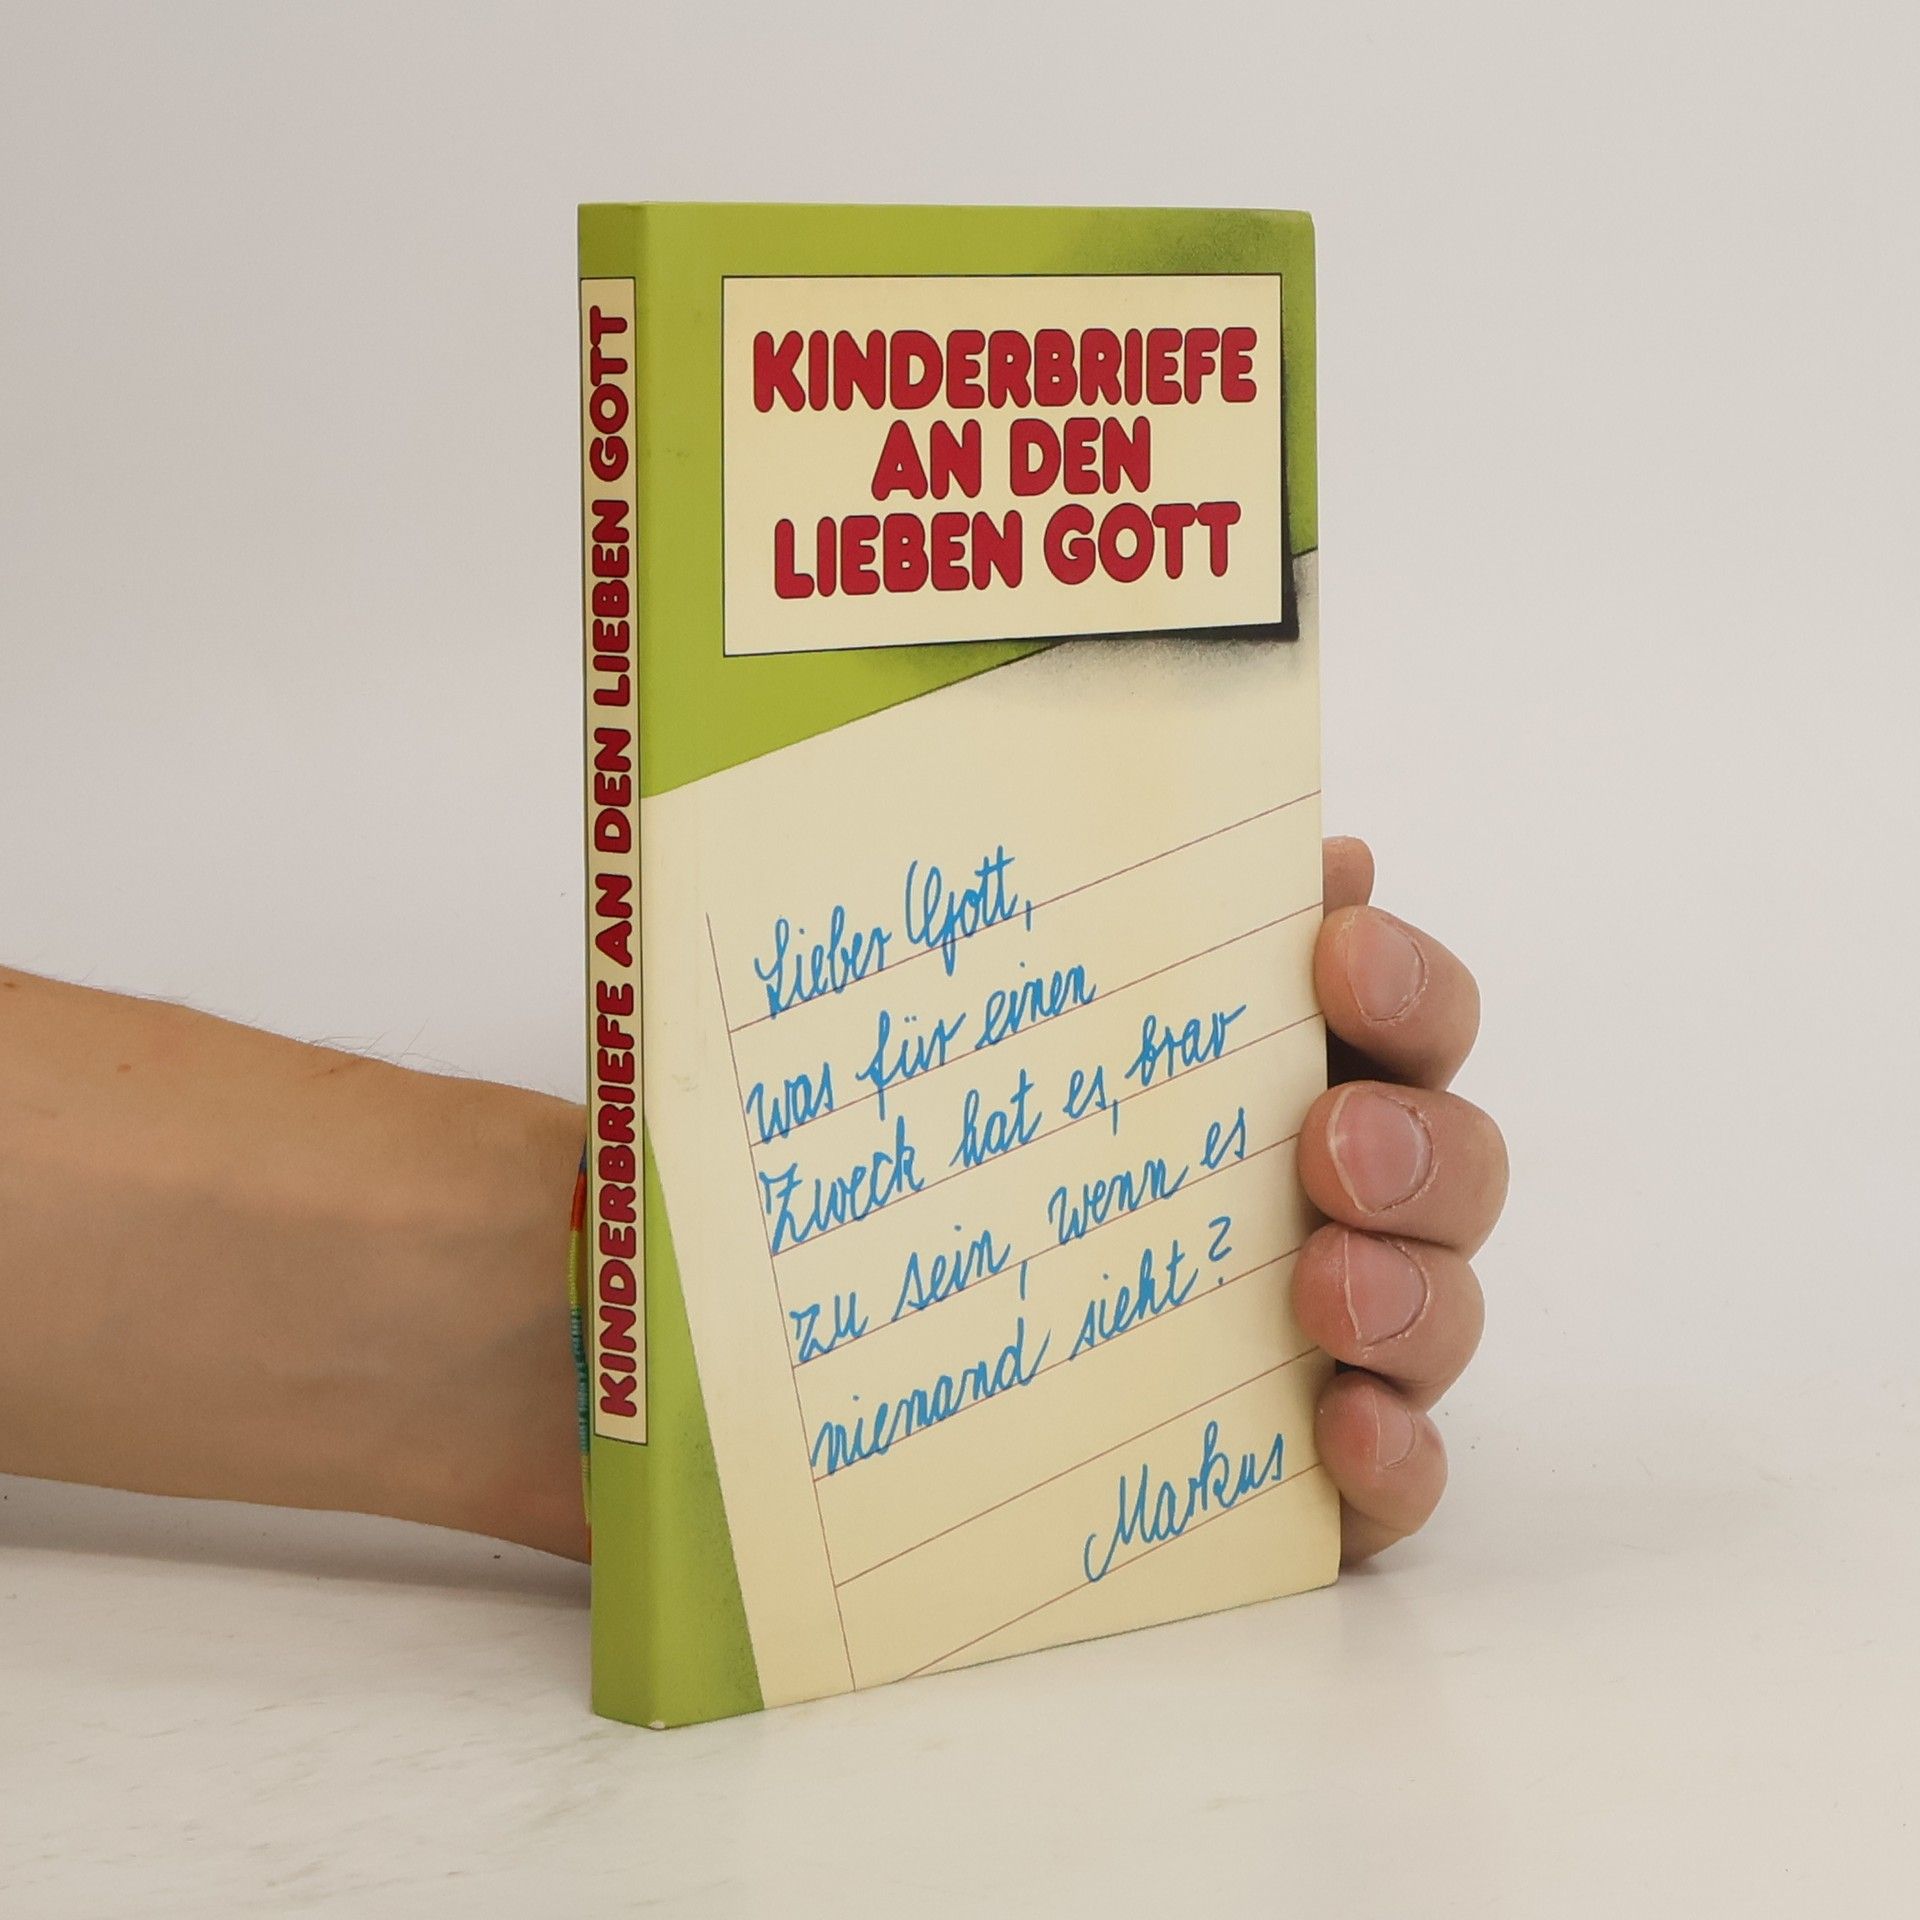 KINDERBRIEFE AN DEN LIEBEN GOTT
KINDERBRIEFE
AN DEN
LIEBEN GOTT
Lieber Gott,
was für einen
Zweck hat es, brav
zu sein, wenn es
niemand sieht?
Markus